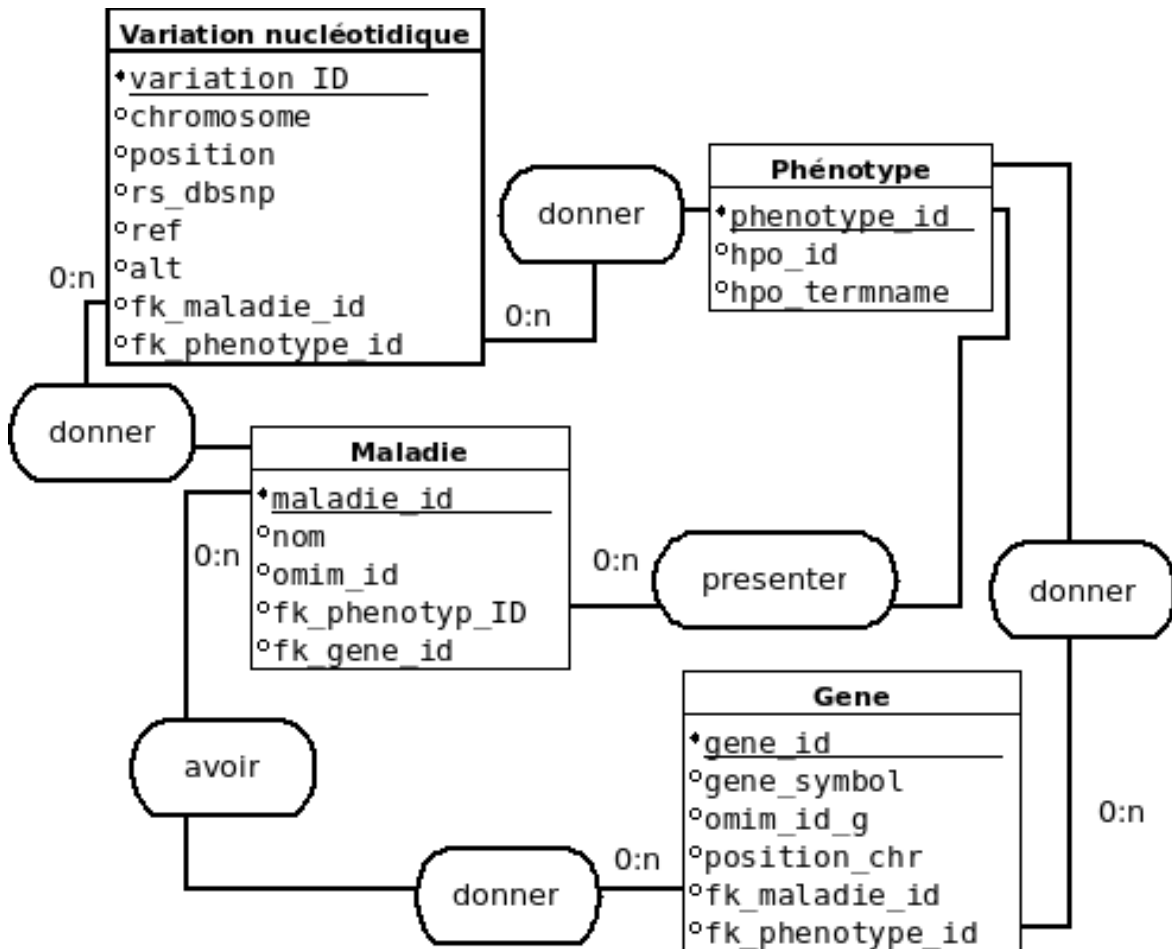 Variation nucléotidique
variation_ID
chromosome
position
rs_dbsnp
ref
alt
fk_maladie_id
fk_phenotype_id
0:n
0:n
donner
Phénotype
phenotype_id
hpo_id
hpo_termname
donner
Maladie
maladie_id
nom
omim_id
fk_phenotyp_ID
fk_gene_id
0:n
0:n
presenter
donner
avoir
Gene
gene_id
gene_symbol
omim_id_g
position_chr
fk_maladie_id
fk_phenotype_id
0:n
0:n
donner